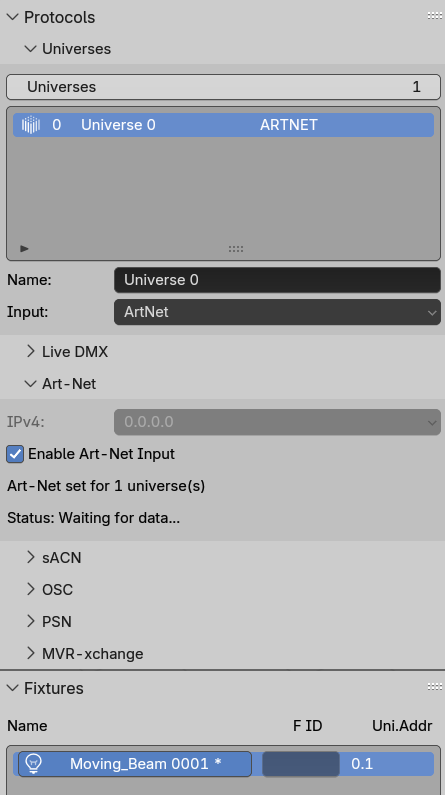 Protocols
Universes
Universes 1
0 Universe 0 ARTNET
Name: Universe 0
Input: ArtNet
Live DMX
Art-Net
IPv4: 0.0.0.0
Enable Art-Net Input
Art-Net set for 1 universe(s)
Status: Waiting for data...
sACN
OSC
PSN
MVR-xchange
Fixtures
Name F ID Uni.Addr
Moving_Beam 0001 * 0.1